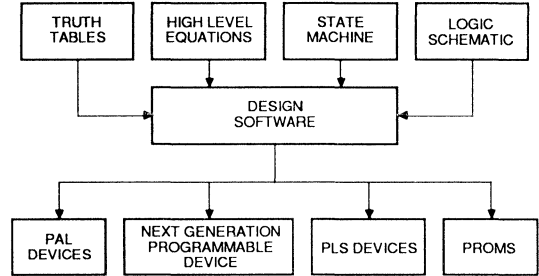 TRUTH
TABLES
HIGH LEVEL
EQUATIONS
STATE
MACHINE
LOGIC
SCHEMATIC
DESIGN
SOFTWARE
PAL
DEVICES
NEXT GENERATION
PROGRAMMABLE
DEVICE
PLS DEVICES
PROMS